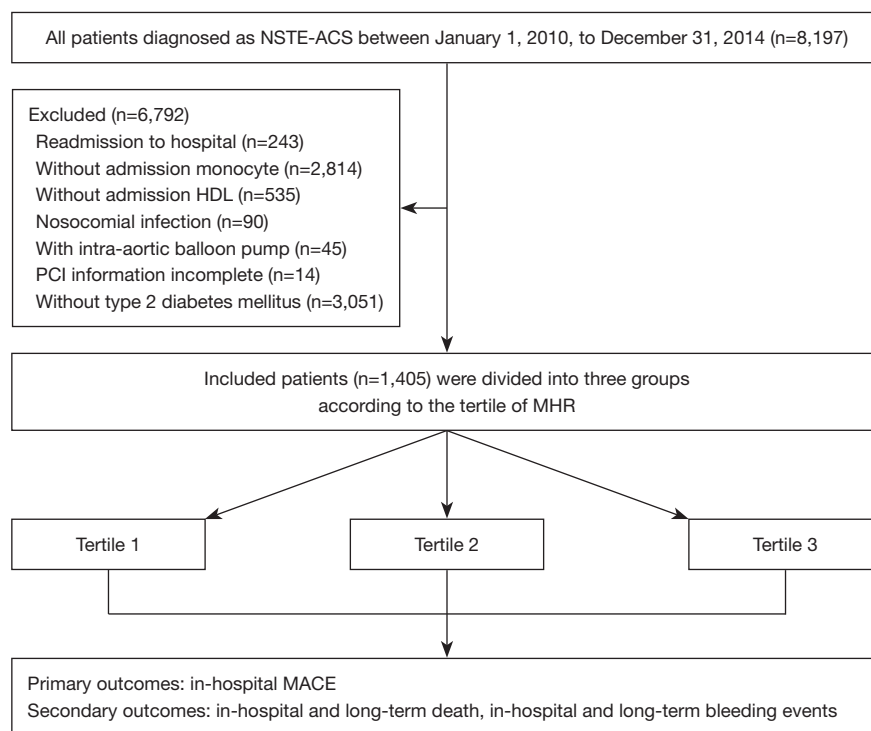 All patients diagnosed as NSTE-ACS between January 1, 2010, to December 31, 2014 (n=8,197)
Excluded (n=6,792)
Readmission to hospital (n=243)
Without admission monocyte (n=2,814)
Without admission HDL (n=535)
Nosocomial infection (n=90)
With intra-aortic balloon pump (n=45)
PCI information incomplete (n=14)
Without type 2 diabetes mellitus (n=3,051)
Included patients (n=1,405) were divided into three groups
according to the tertile of MHR
Tertile 1
Tertile 2
Tertile 3
Primary outcomes: in-hospital MACE
Secondary outcomes: in-hospital and long-term death, in-hospital and long-term bleeding events